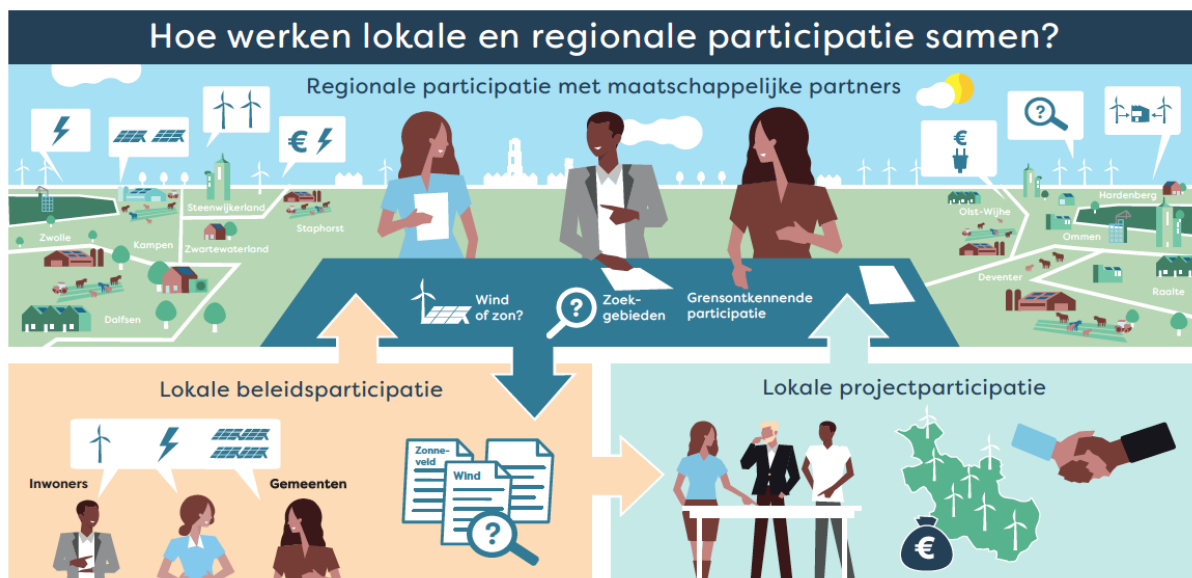 Hoe werken lokale en regionale participatie samen?
Regionale participatie met maatschappelijke partners
€
€
?
Steenwijkerland
Staphorst
Zwolle
Kampen
Zwartewaterland
Dalfsen
Hardenberg
Olst-Wijhe
Ommen
Deventer
Raalte
Wind
of zon?
?
Zoek-
gebieden
Grensontkennende
participatie
Lokale beleidsparticipatie
Inwoners
Gemeenten
Zonne-
veld
Wind
?
Lokale projectparticipatie
€